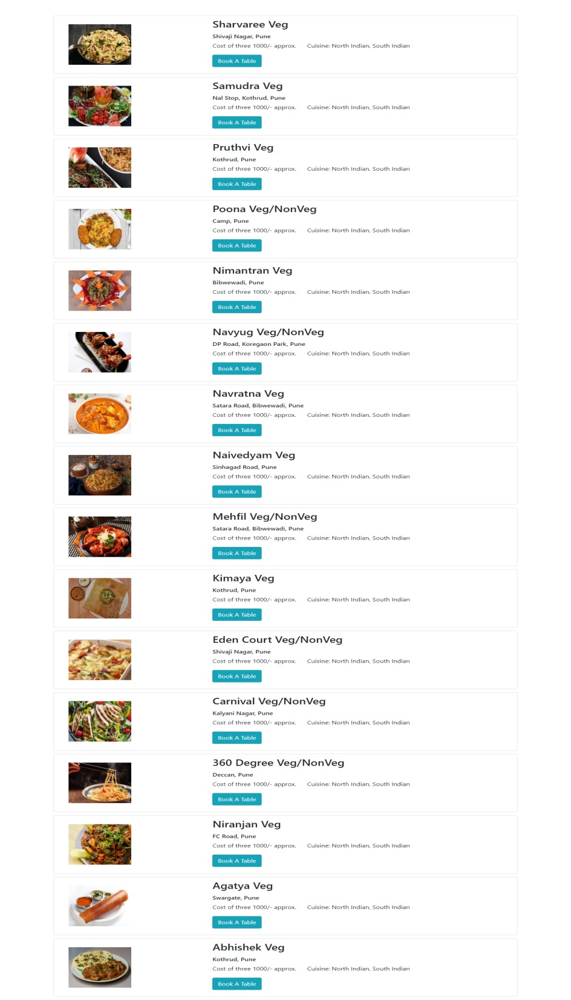 Sharvaree Veg
Shivaji Nagar, Pune
Cost of three 1000/- approx. Cuisine: North Indian, South Indian
Book A Table
Samudra Veg
Nal Stop, Kothrud, Pune
Cost of three 1000/- approx. Cuisine: North Indian, South Indian
Book A Table
Pruthvi Veg
Kothrud, Pune
Cost of three 1000/- approx. Cuisine: North Indian, South Indian
Book A Table
Poona Veg/NonVeg
Camp, Pune
Cost of three 1000/- approx. Cuisine: North Indian, South Indian
Book A Table
Nimantran Veg
Bibwewadi, Pune
Cost of three 1000/- approx. Cuisine: North Indian, South Indian
Book A Table
Navyug Veg/NonVeg
DP Road, Koregaon Park, Pune
Cost of three 1000/- approx. Cuisine: North Indian, South Indian
Book A Table
Navratna Veg
Satara Road, Bibwewadi, Pune
Cost of three 1000/- approx. Cuisine: North Indian, South Indian
Book A Table
Naivedyam Veg
Sinhagad Road, Pune
Cost of three 1000/- approx. Cuisine: North Indian, South Indian
Book A Table
Mehfil Veg/NonVeg
Satara Road, Bibwewadi, Pune
Cost of three 1000/- approx. Cuisine: North Indian, South Indian
Book A Table
Kimaya Veg
Kothrud, Pune
Cost of three 1000/- approx. Cuisine: North Indian, South Indian
Book A Table
Eden Court Veg/NonVeg
Shivaji Nagar, Pune
Cost of three 1000/- approx. Cuisine: North Indian, South Indian
Book A Table
Carnival Veg/NonVeg
Kalyani Nagar, Pune
Cost of three 1000/- approx. Cuisine: North Indian, South Indian
Book A Table
360 Degree Veg/NonVeg
Deccan, Pune
Cost of three 1000/- approx. Cuisine: North Indian, South Indian
Book A Table
Niranjan Veg
FC Road, Pune
Cost of three 1000/- approx. Cuisine: North Indian, South Indian
Book A Table
Agatya Veg
Swargate, Pune
Cost of three 1000/- approx. Cuisine: North Indian, South Indian
Book A Table
Abhishek Veg
Kothrud, Pune
Cost of three 1000/- approx. Cuisine: North Indian, South Indian
Book A Table